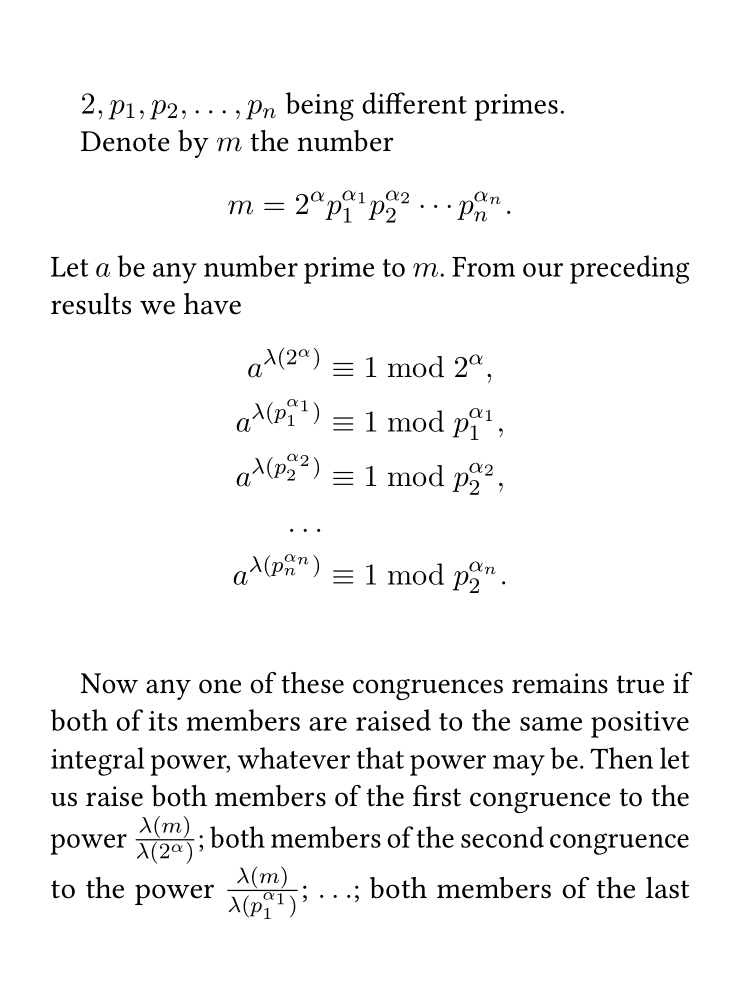 $2, p_1, p_2, \ldots, p_n$ being different primes.
Denote by $m$ the number
$m = 2^{\alpha} p_1^{\alpha_1} p_2^{\alpha_2} \cdots p_n^{\alpha_n}.$
Let $a$ be any number prime to $m$. From our preceding
results we have
$a^{\lambda(2^{\alpha})} \equiv 1 \bmod 2^{\alpha},$
$a^{\lambda(p_1^{\alpha_1})} \equiv 1 \bmod p_1^{\alpha_1},$
$a^{\lambda(p_2^{\alpha_2})} \equiv 1 \bmod p_2^{\alpha_2},$
$\ldots$
$a^{\lambda(p_n^{\alpha_n})} \equiv 1 \bmod p_2^{\alpha_n}.$
Now any one of these congruences remains true if
both of its members are raised to the same positive
integral power, whatever that power may be. Then let
us raise both members of the first congruence to the
power $\frac{\lambda(m)}{\lambda(2^{\alpha})}$; both members of the second congruence
to the power $\frac{\lambda(m)}{\lambda(p_1^{\alpha_1})}$; …; both members of the last